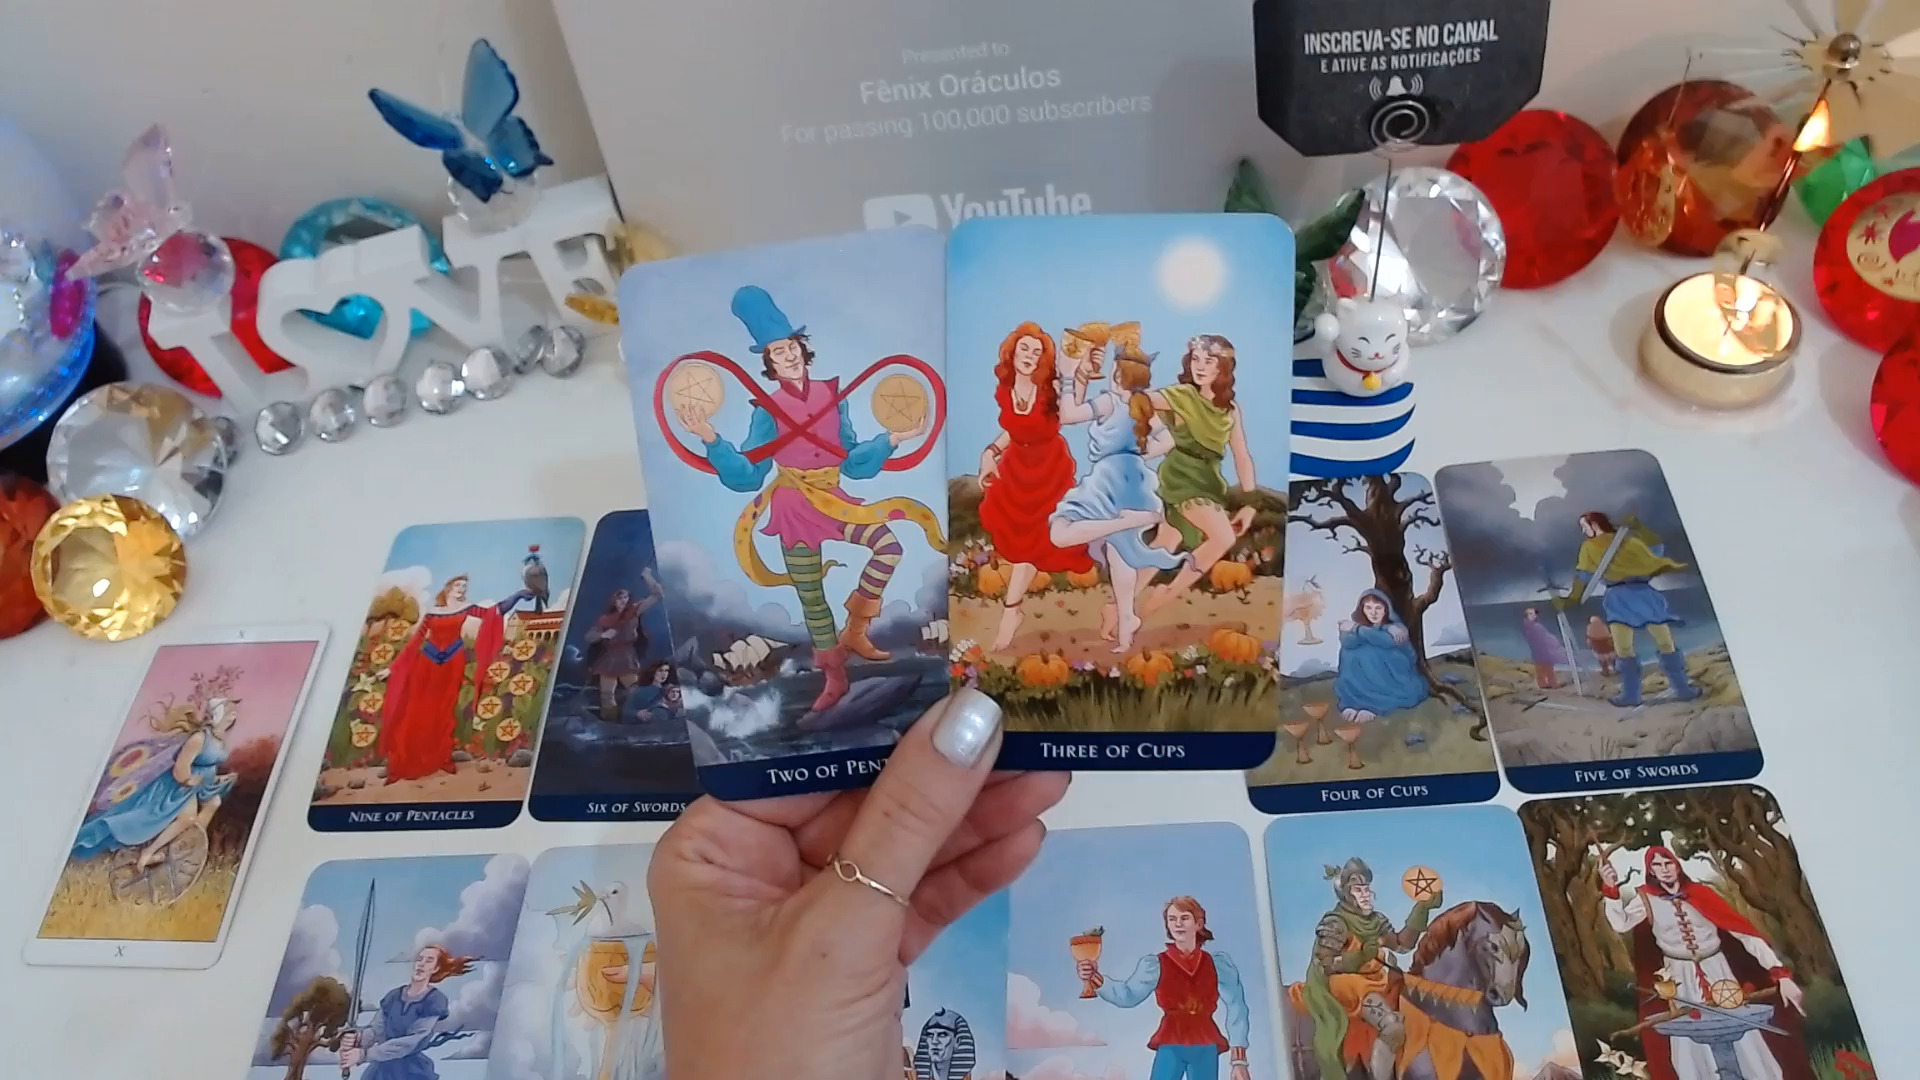 Presented to
Fênix Oráculos
For passing 100,000 subscribers
YouTube
INSCREVA-SE NO CANAL
E ATIVE AS NOTIFICAÇÕES
LOVE
TWO OF PENT
THREE OF CUPS
NINE OF PENTACLES
SIX OF SWORDS
FOUR OF CUPS
FIVE OF SWORDS
X
X